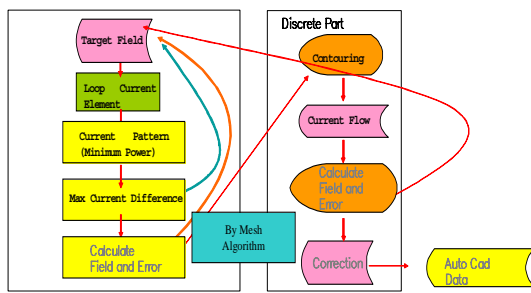 Target Field
Loop Current
Element
Current Pattern
(Minimum Power)
Max Current Difference
Calculate
Field and Error
By Mesh
Algorithm
Discrete Part
Contouring
Current Flow
Calculate
Field and
Error
Correction
Auto Cad
Data